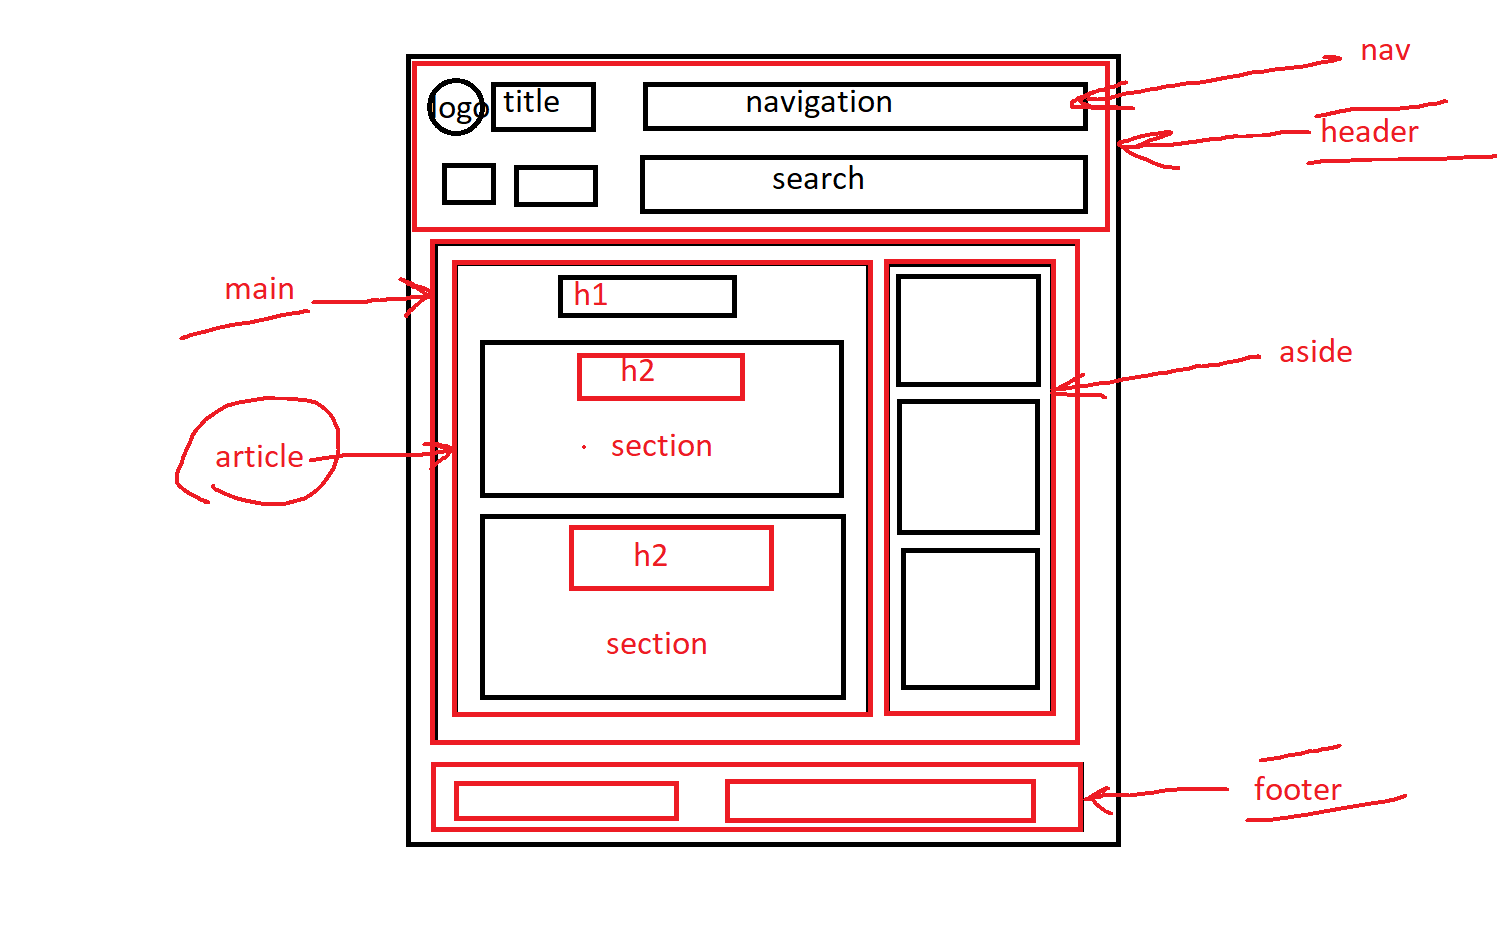 nav
logo
title
navigation
header
search
main
h1
aside
h2
section
article
h2
section
footer